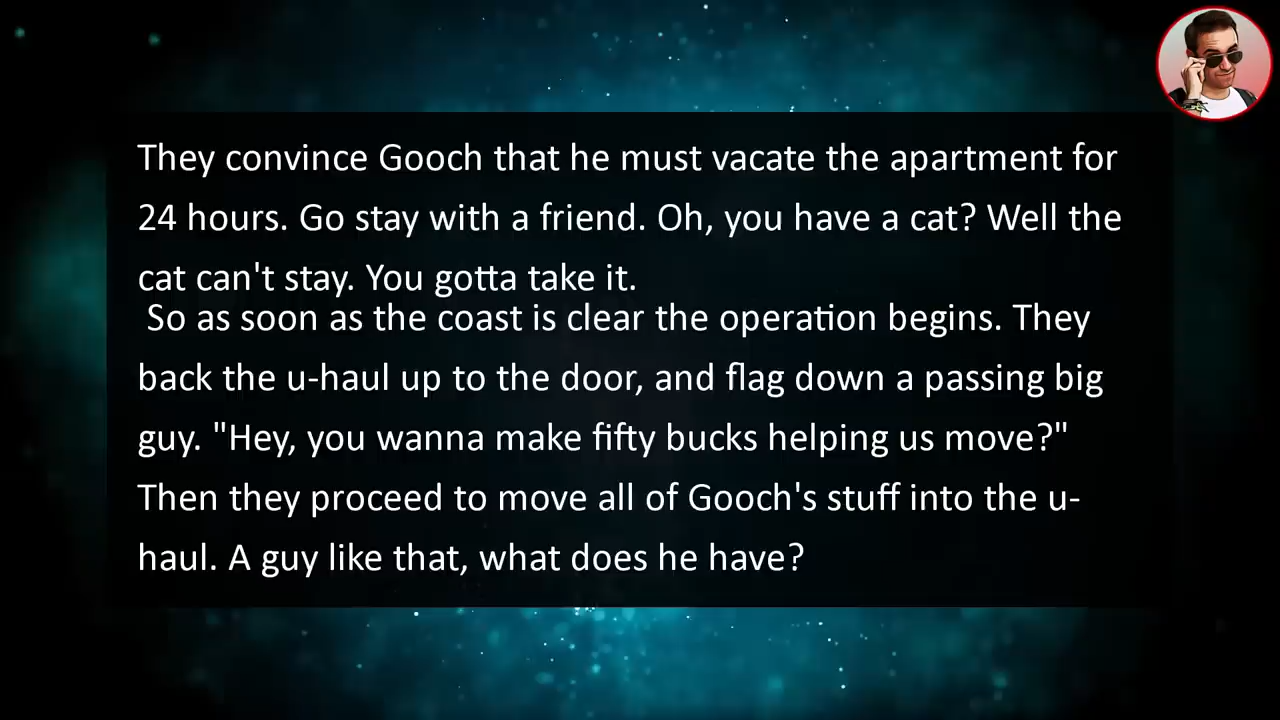 They convince Gooch that he must vacate the apartment for
24 hours. Go stay with a friend. Oh, you have a cat? Well the
cat can't stay. You gotta take it.
So as soon as the coast is clear the operation begins. They
back the u-haul up to the door, and flag down a passing big
guy. "Hey, you wanna make fifty bucks helping us move?"
Then they proceed to move all of Gooch's stuff into the u-
haul. A guy like that, what does he have?